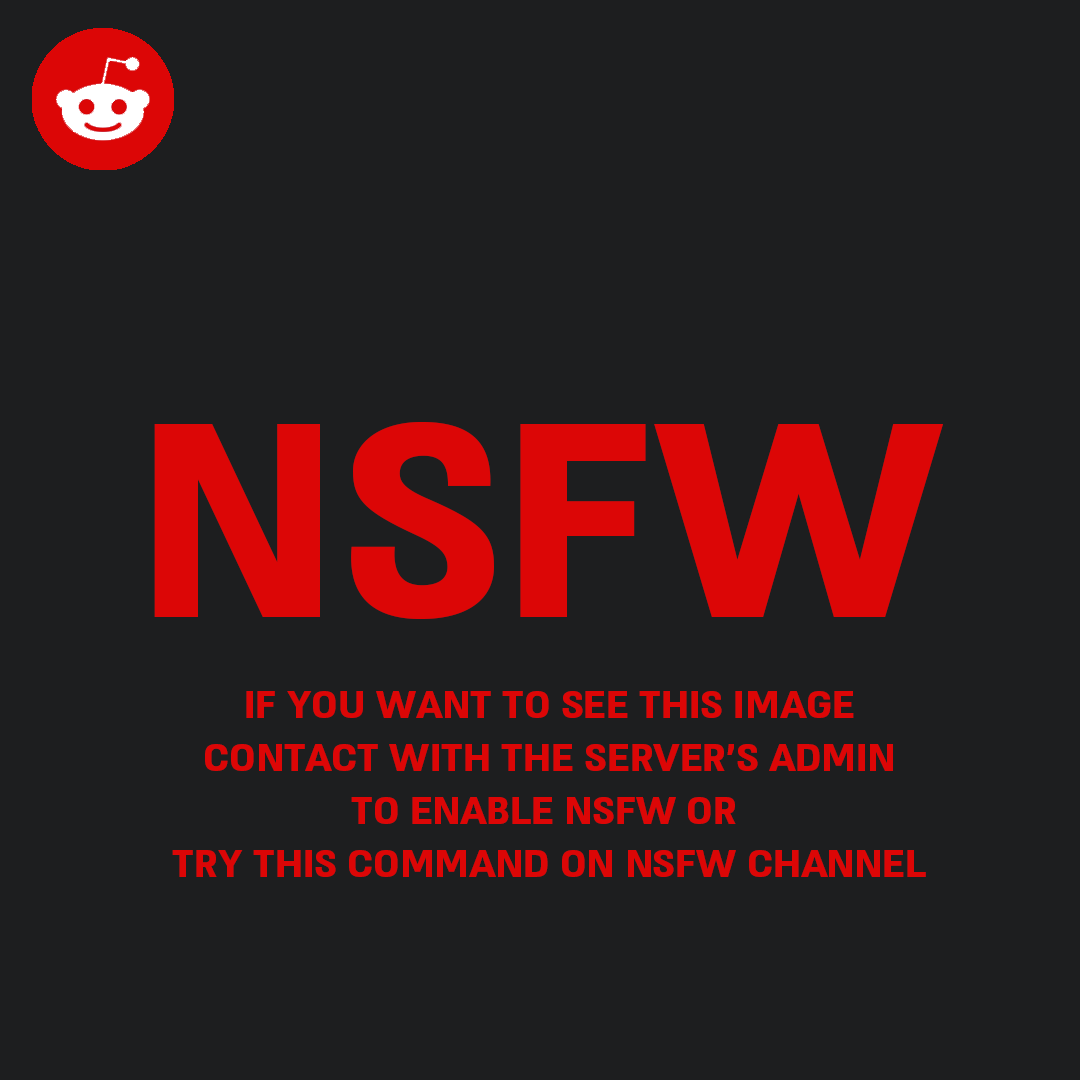 NSFW
IF YOU WANT TO SEE THIS IMAGE
CONTACT WITH THE SERVER'S ADMIN
TO ENABLE NSFW OR
TRY THIS COMMAND ON NSFW CHANNEL